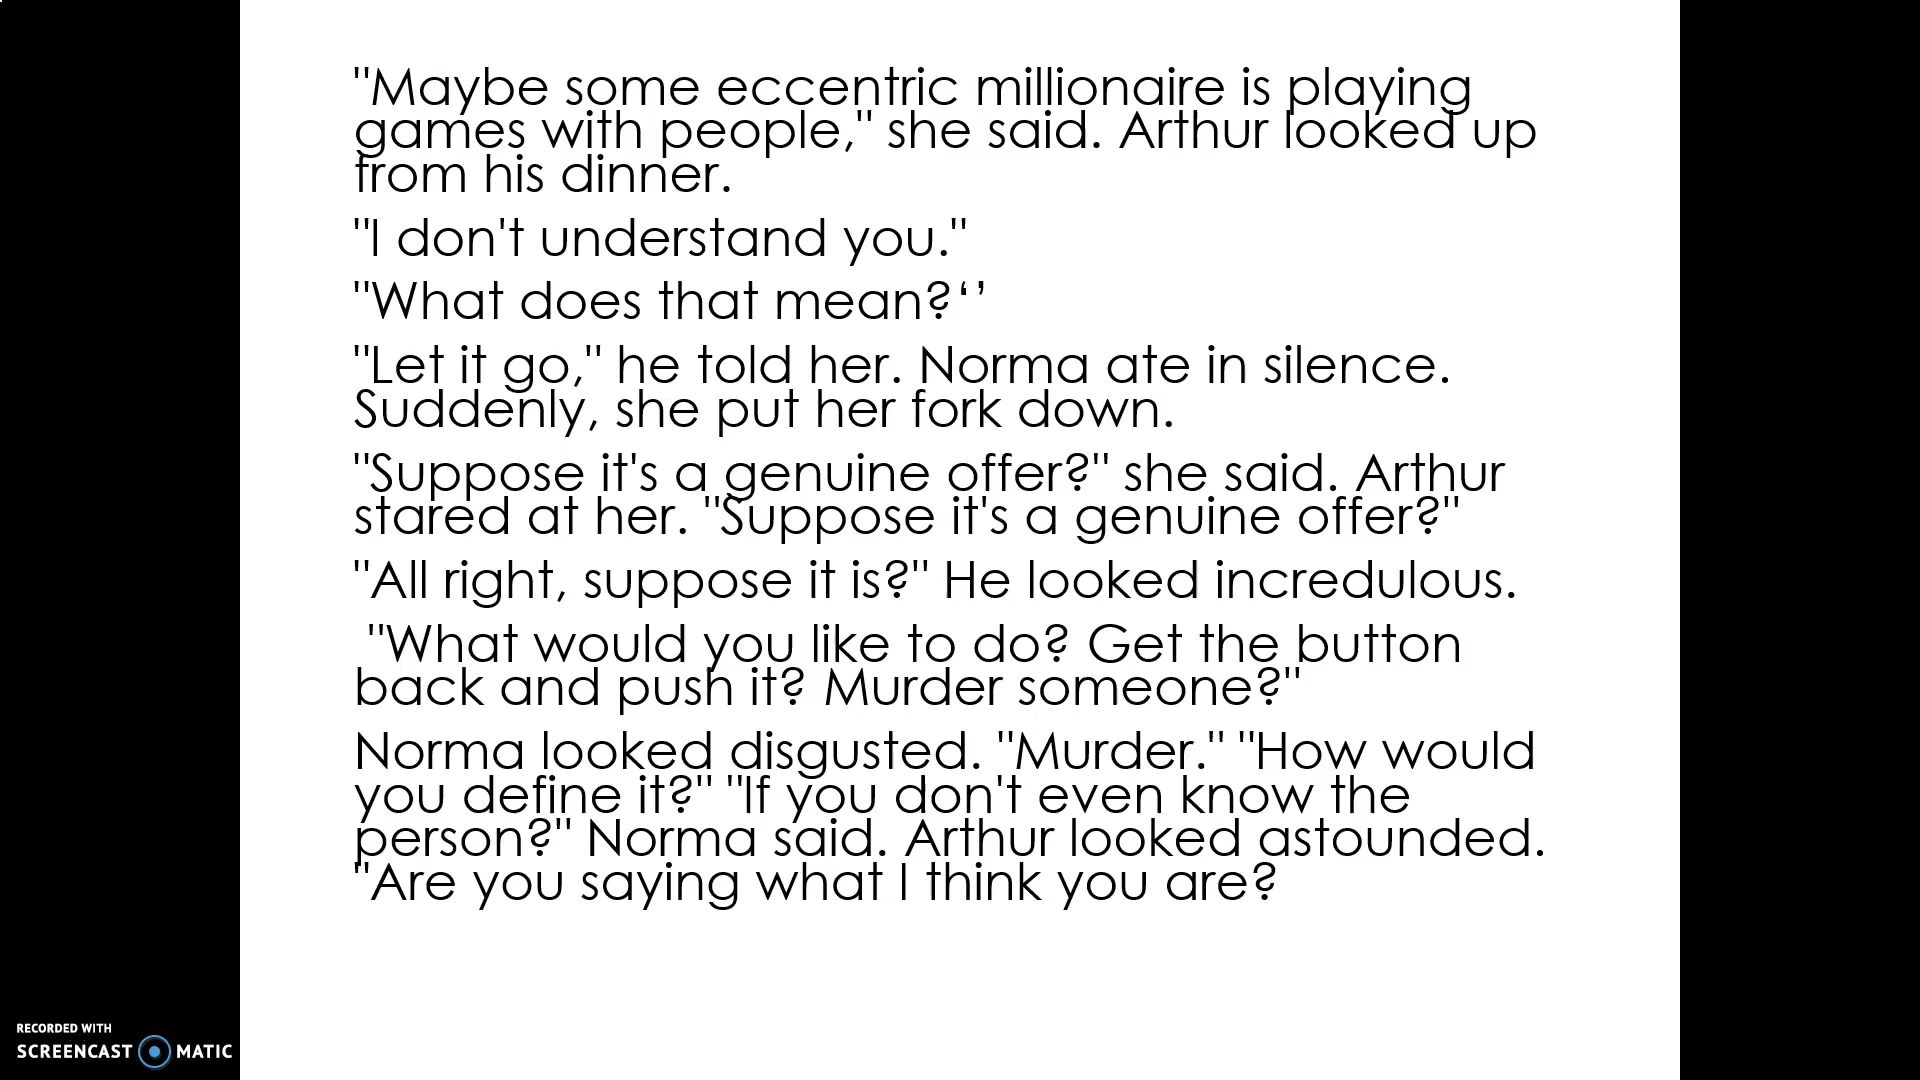 "Maybe some eccentric millionaire is playing
games with people," she said. Arthur looked up
from his dinner.
"I don't understand you."
"What does that mean?‘’
"Let it go," he told her. Norma ate in silence.
Suddenly, she put her fork down.
"Suppose it's a genuine offer?" she said. Arthur
stared at her. "Suppose it's a genuine offer?"
"All right, suppose it is?" He looked incredulous.
"What would you like to do? Get the button
back and push it? Murder someone?"
Norma looked disgusted. "Murder." "How would
you define it?" "If you don't even know the
person?" Norma said. Arthur looked astounded.
"Are you saying what I think you are?
RECORDED WITH
SCREENCAST MATIC